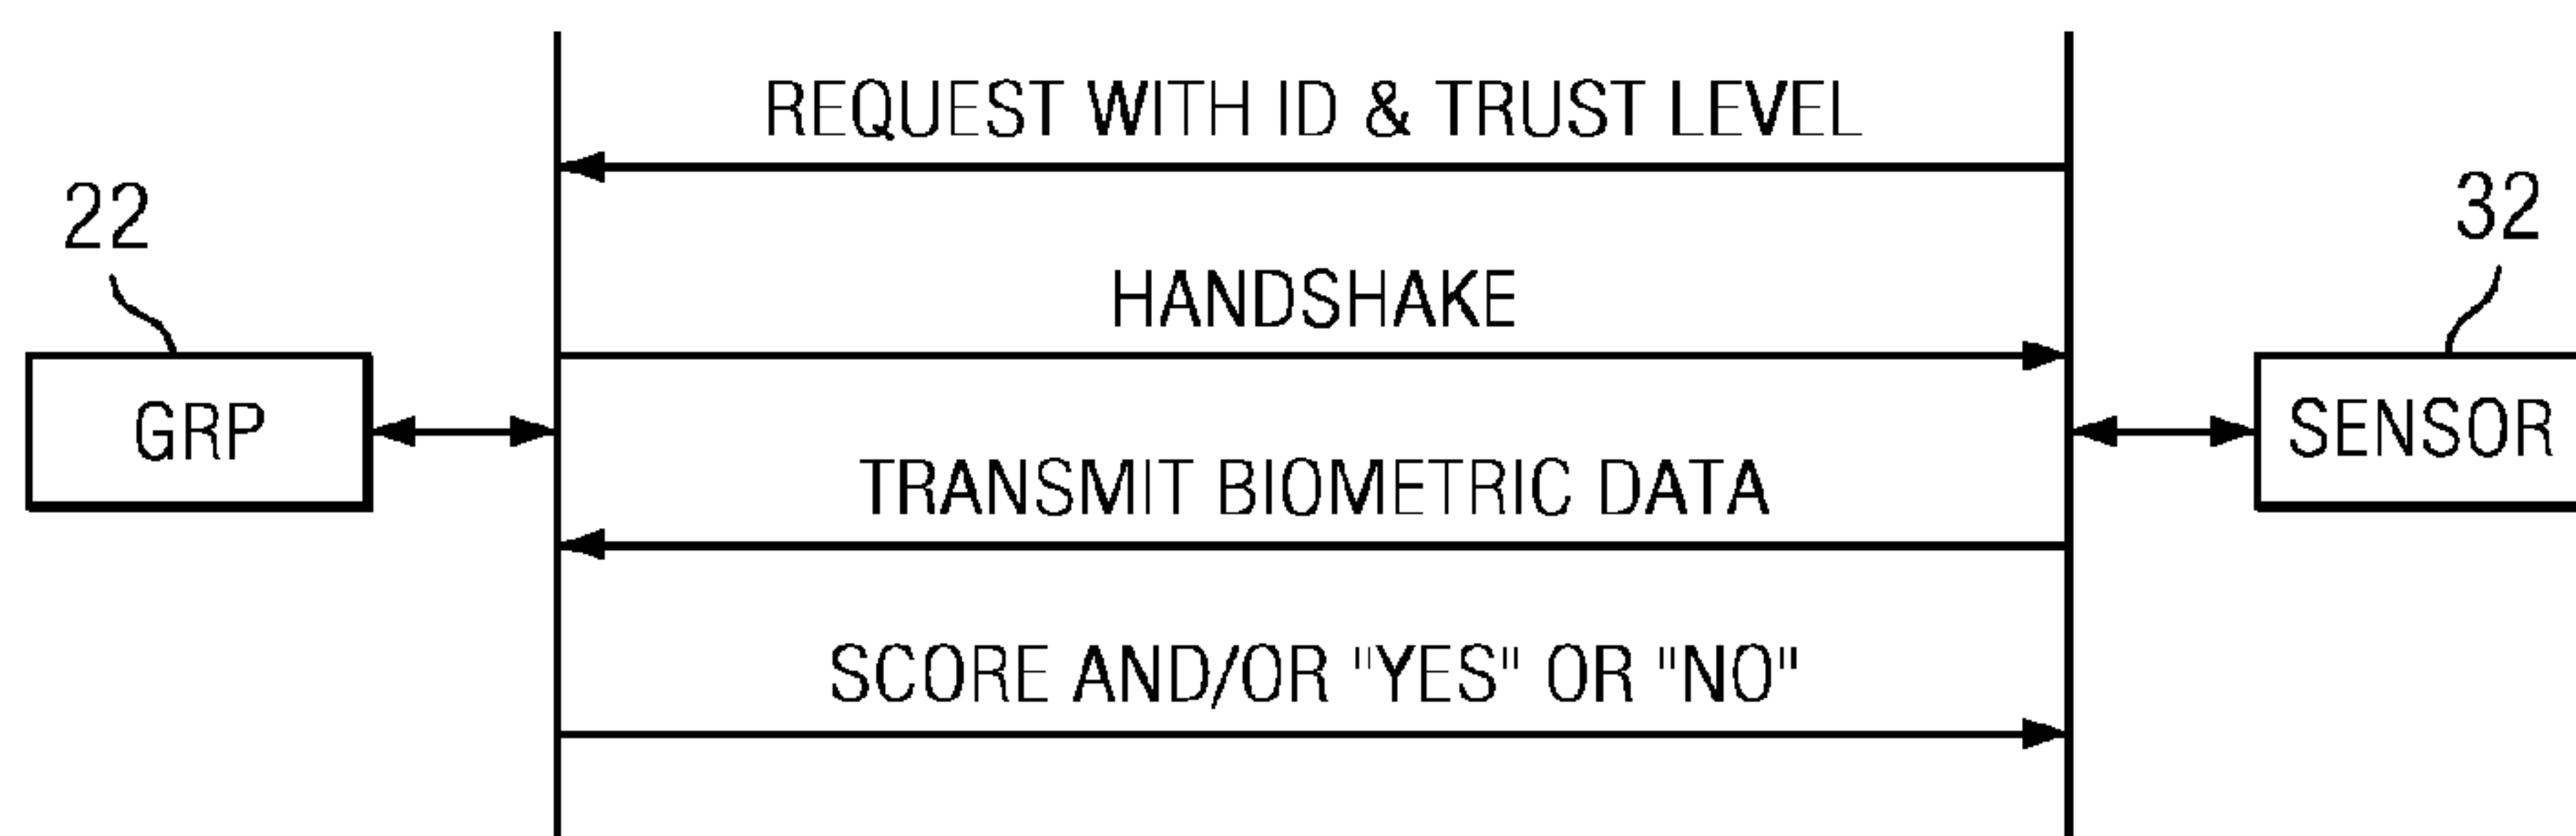 REQUEST WITH ID & TRUST LEVEL
22
32
HANDSHAKE
GRP
SENSOR
TRANSMIT BIOMETRIC DATA
SCORE AND/OR "YES" OR "NO"